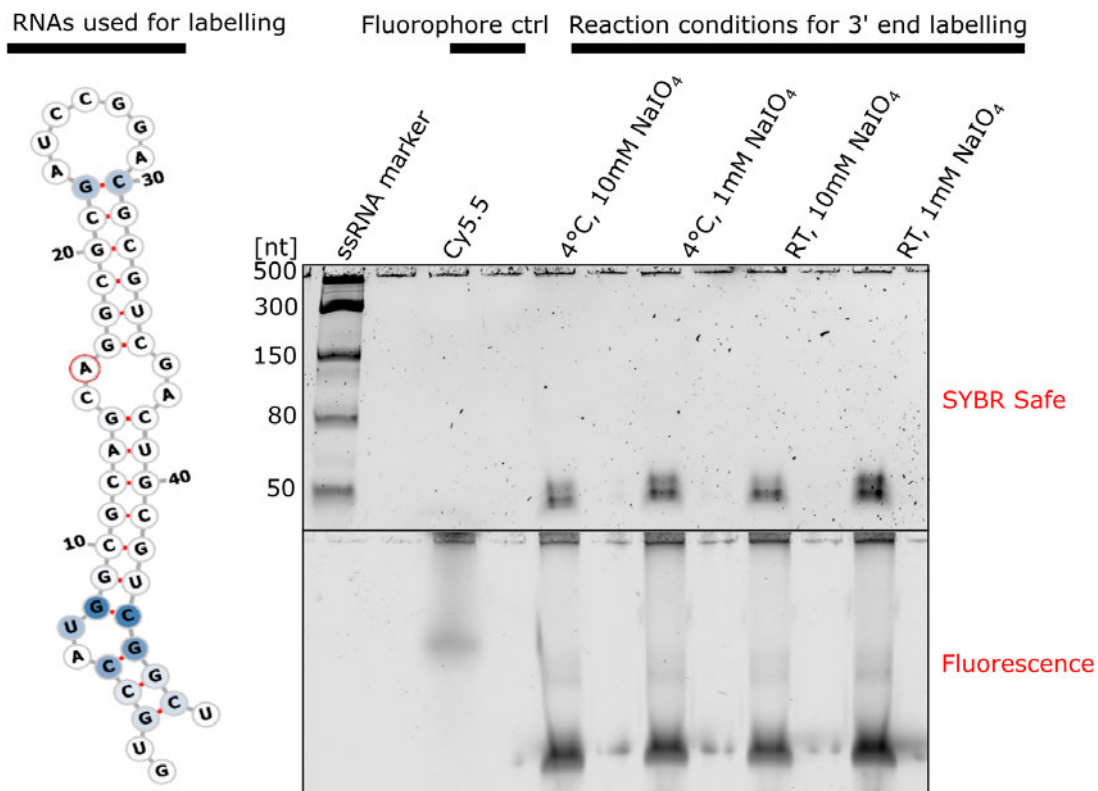 RNAs used for labelling
Fluorophore ctrl
Reaction conditions for 3' end labelling
ssRNA marker
Cy5.5
4°C, 10mM NaIO₄
4°C, 1mM NaIO₄
RT, 10mM NaIO₄
RT, 1mM NaIO₄
[nt]
500
300
150
80
50
SYBR Safe
Fluorescence
G U G C C A U G G C G C A G C A G G C G C G A U C C G G A C G C G U C G A C U G C G U C G G C U
10
20
30
40